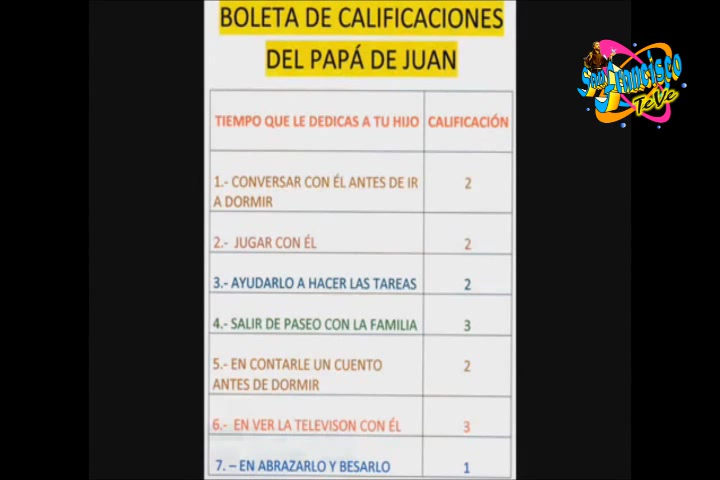 BOLETA DE CALIFICACIONES
DEL PAPÁ DE JUAN
TIEMPO QUE LE DEDICAS A TU HIJO CALIFICACIÓN
1.- CONVERSAR CON ÉL ANTES DE IR 2
A DORMIR
2.- JUGAR CON ÉL 2
3.- AYUDARLO A HACER LAS TAREAS 2
4.- SALIR DE PASEO CON LA FAMILIA 3
5.- EN CONTARLE UN CUENTO 2
ANTES DE DORMIR
6.- EN VER LA TELEVISON CON ÉL 3
7. – EN ABRAZARLO Y BESARLO 1
San Francisco
TeVe